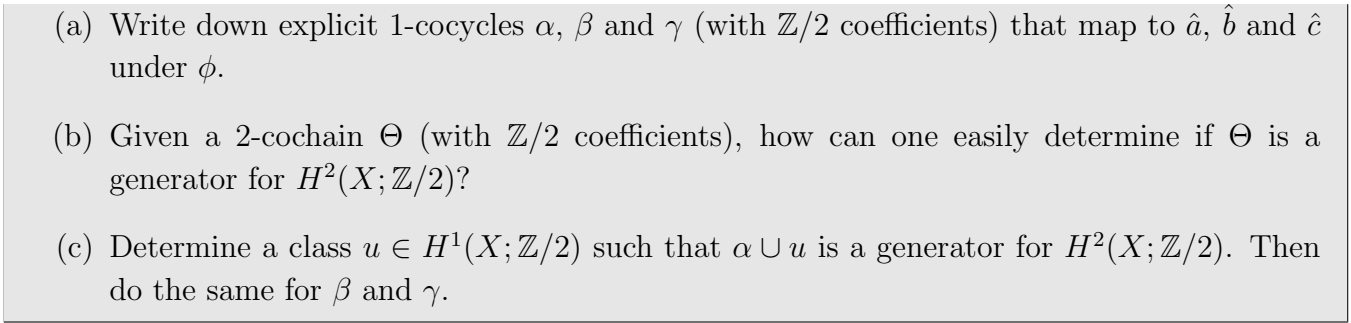 (a) Write down explicit 1-cocycles α, β and γ (with ℤ/2 coefficients) that map to â, b̂ and ĉ
under ϕ.
(b) Given a 2-cochain Θ (with ℤ/2 coefficients), how can one easily determine if Θ is a
generator for H²(X; ℤ/2)?
(c) Determine a class u ∈ H¹(X; ℤ/2) such that α ∪ u is a generator for H²(X; ℤ/2). Then
do the same for β and γ.